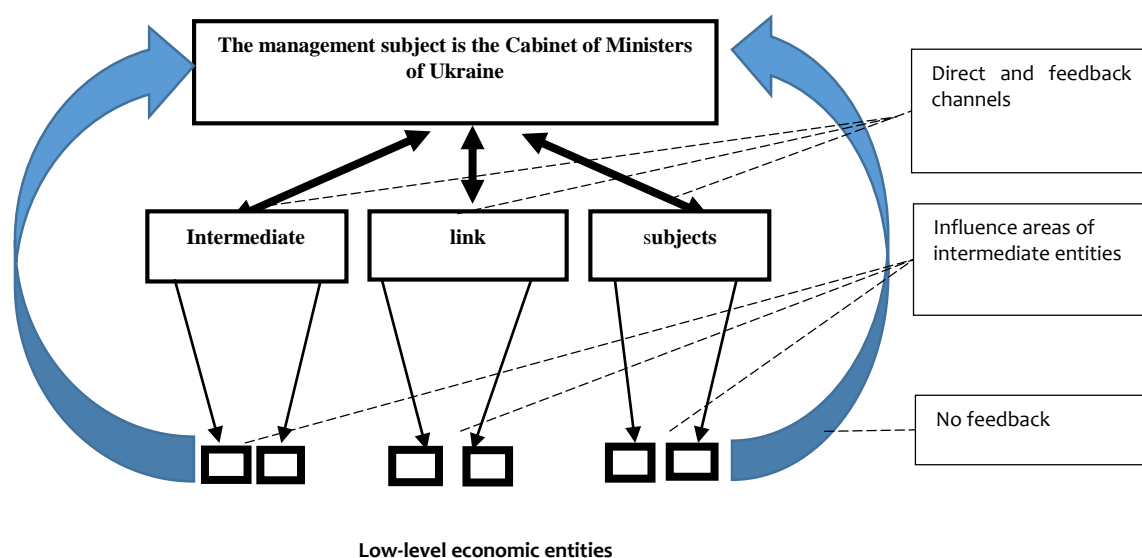 The management subject is the Cabinet of Ministers
of Ukraine
Direct and feedback
channels
Intermediate
link
subjects
Influence areas of
intermediate entities
No feedback
Low-level economic entities